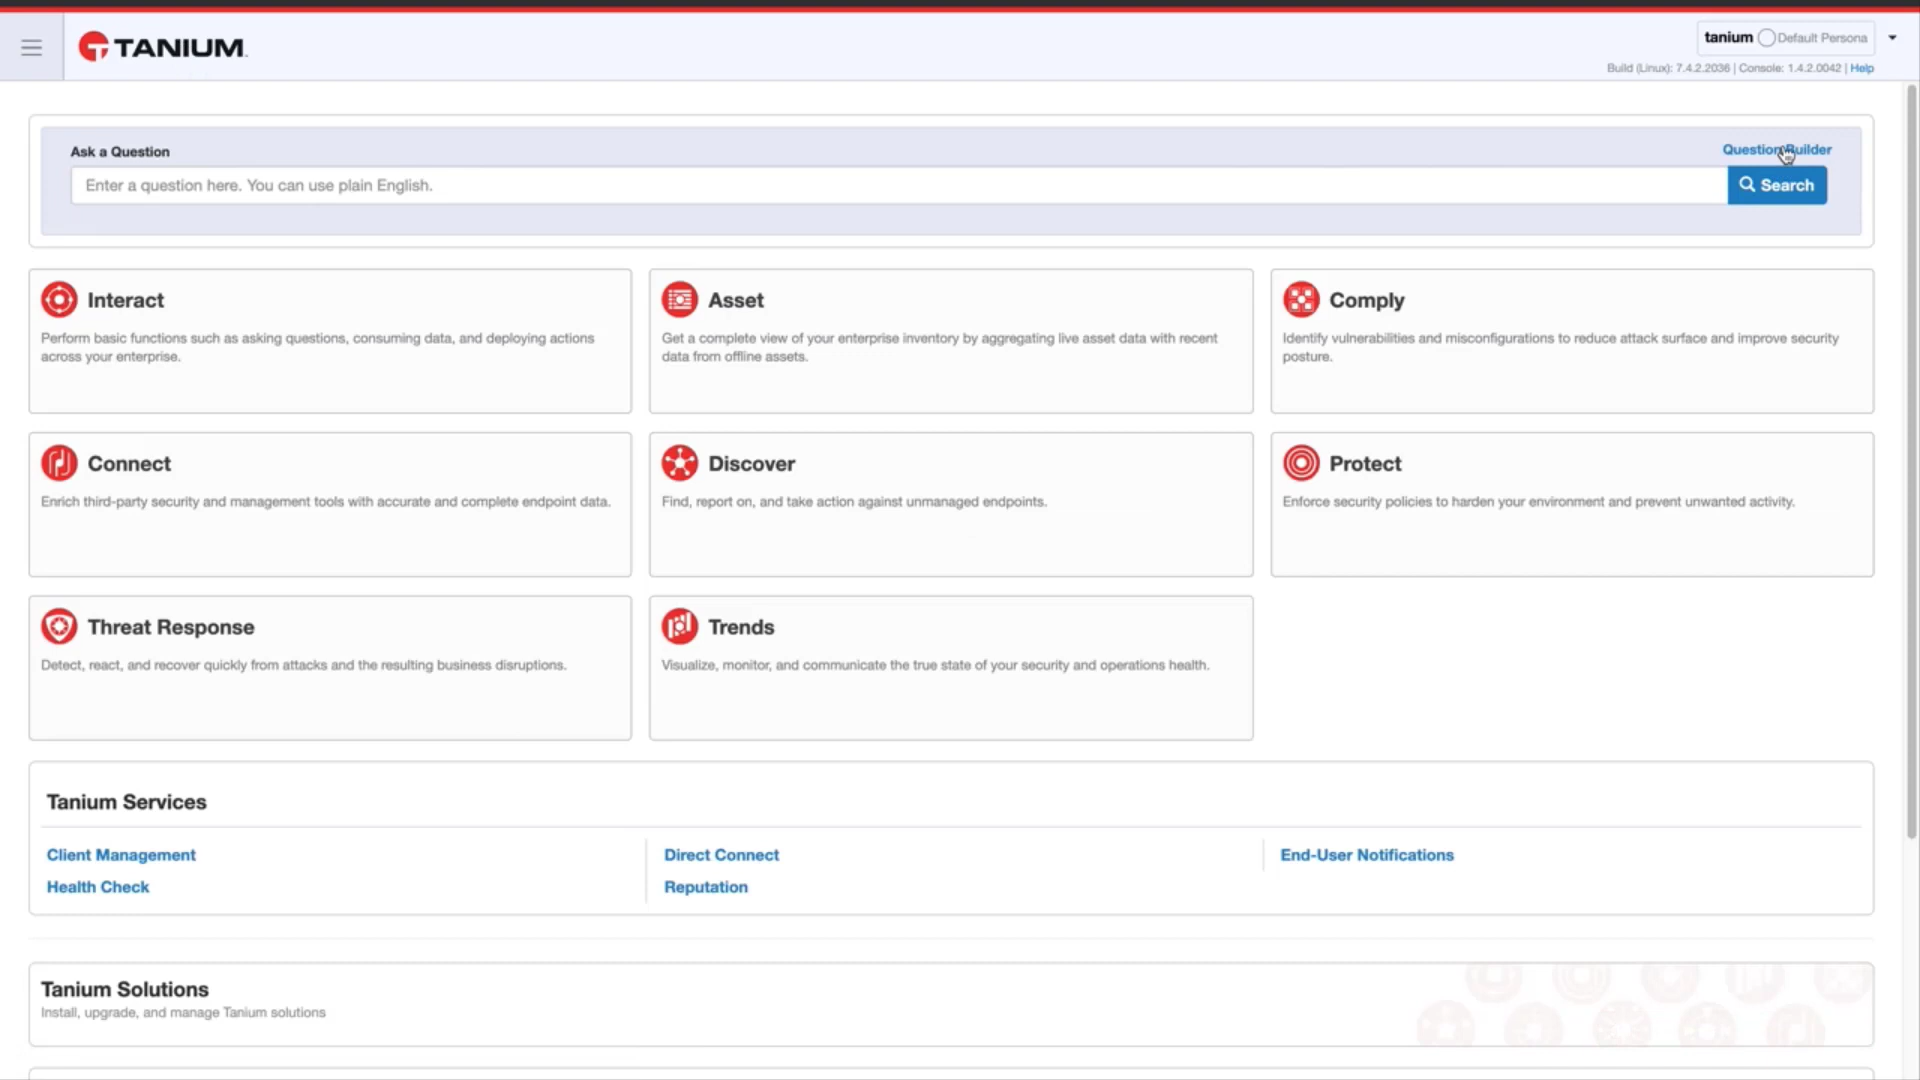 TANIUM
tanium Default Persona
Build (Linux): 7.4.2.2036 | Console: 1.4.2.0042 | Help
Ask a Question
Question Builder
Enter a question here. You can use plain English.
Search
Interact
Perform basic functions such as asking questions, consuming data, and deploying actions
across your enterprise.
Asset
Get a complete view of your enterprise inventory by aggregating live asset data with recent
data from offline assets.
Comply
Identify vulnerabilities and misconfigurations to reduce attack surface and improve security
posture.
Connect
Enrich third-party security and management tools with accurate and complete endpoint data.
Discover
Find, report on, and take action against unmanaged endpoints.
Protect
Enforce security policies to harden your environment and prevent unwanted activity.
Threat Response
Detect, react, and recover quickly from attacks and the resulting business disruptions.
Trends
Visualize, monitor, and communicate the true state of your security and operations health.
Tanium Services
Client Management
Direct Connect
End-User Notifications
Health Check
Reputation
Tanium Solutions
Install, upgrade, and manage Tanium solutions